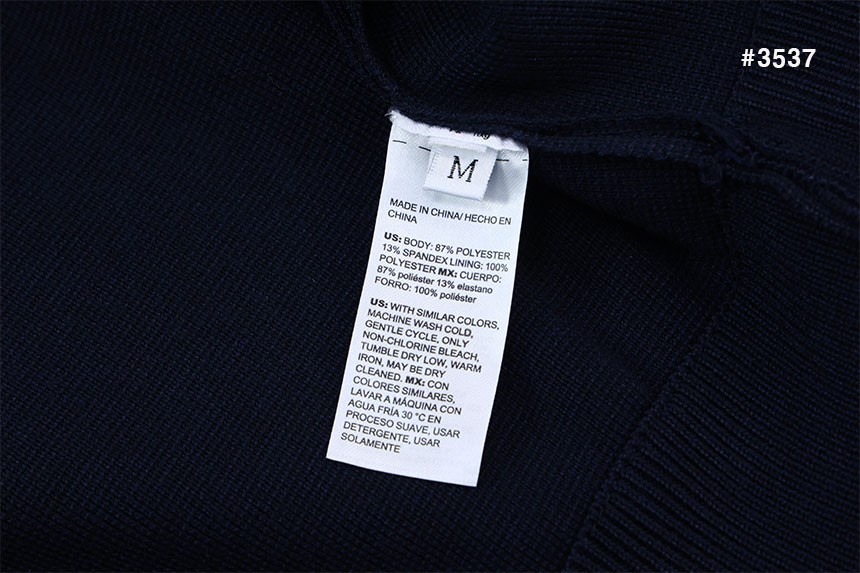 #3537
M
MADE IN CHINA/ HECHO EN
CHINA
US: BODY: 87% POLYESTER
13% SPANDEX LINING: 100%
POLYESTER MX: CUERPO:
87% poliéster 13% elastano
FORRO: 100% poliéster
US: WITH SIMILAR COLORS,
MACHINE WASH COLD,
GENTLE CYCLE, ONLY
NON-CHLORINE BLEACH,
TUMBLE DRY LOW, WARM
IRON, MAY BE DRY
CLEANED. MX: CON
COLORES SIMILARES,
LAVAR A MÁQUINA CON
AGUA FRÍA 30 °C EN
PROCESO SUAVE, USAR
DETERGENTE, USAR
SOLAMENTE